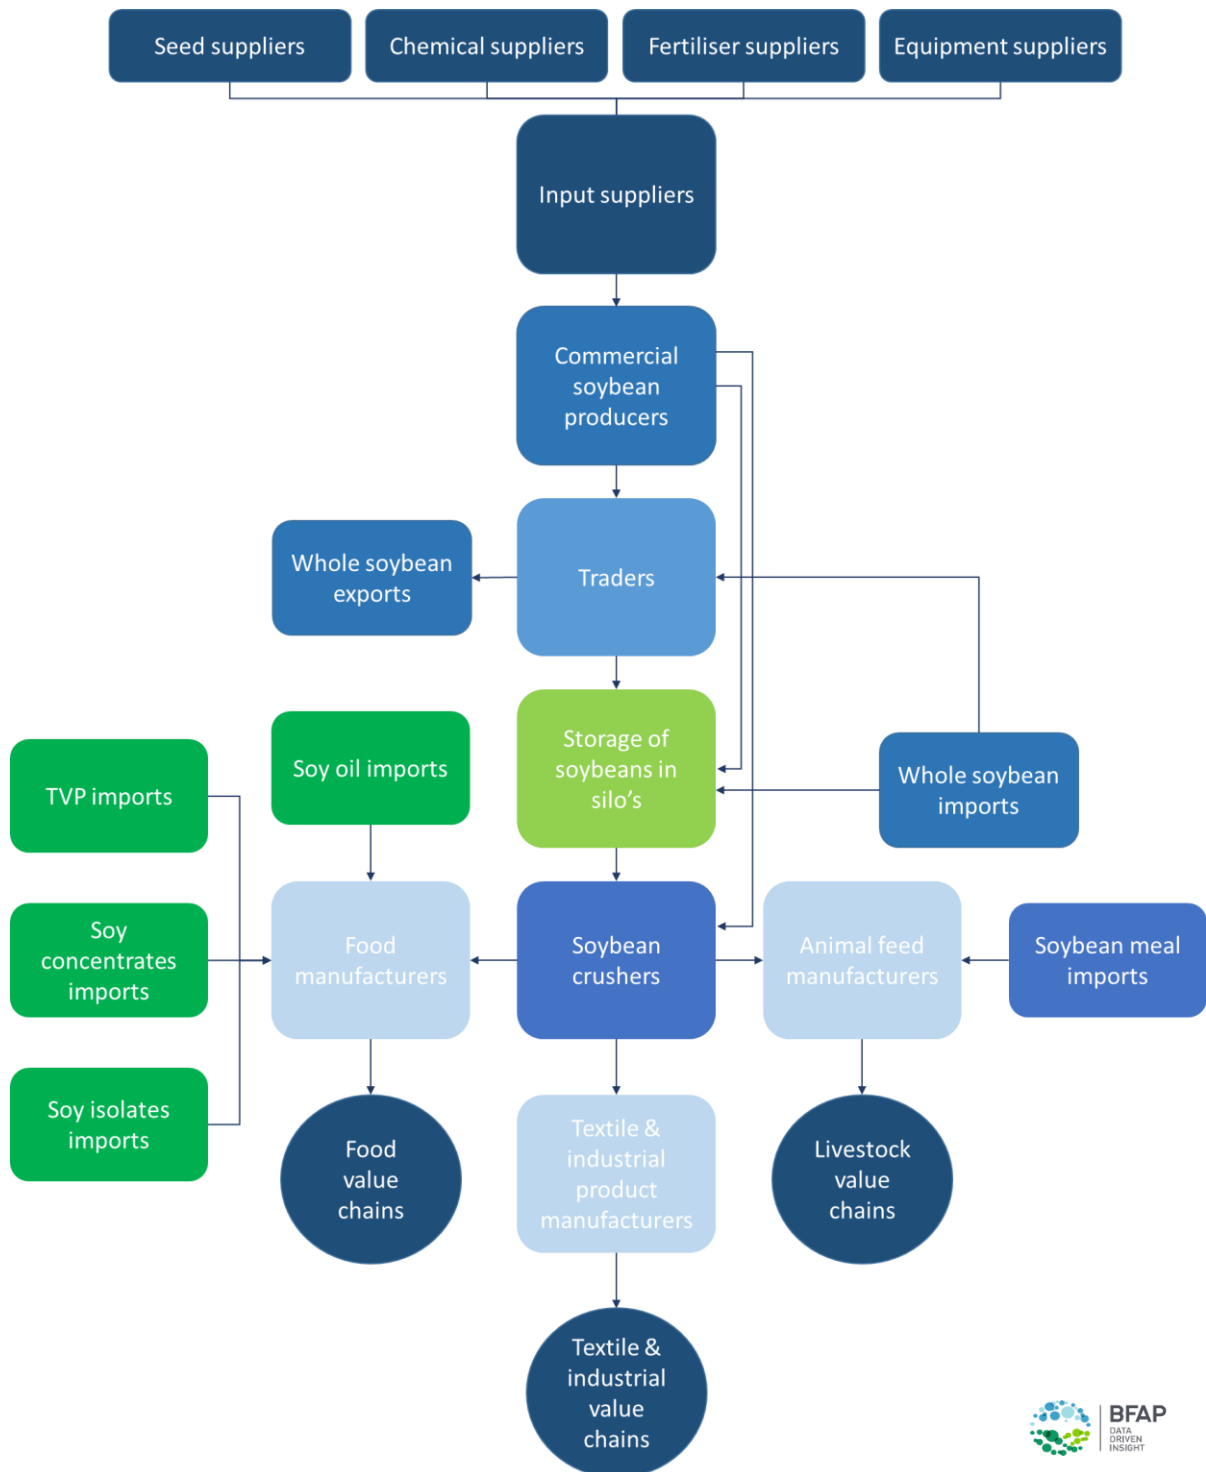 Seed suppliers
Chemical suppliers
Fertiliser suppliers
Equipment suppliers
Input suppliers
Commercial
soybean
producers
Whole soybean
exports
Traders
TVP imports
Soy oil imports
Storage of
soybeans in
silo's
Whole soybean
imports
Soy
concentrates
imports
Food
manufacturers
Soybean
crushers
Animal feed
manufacturers
Soybean meal
imports
Soy isolates
imports
Food
value
chains
Textile &
industrial
product
manufacturers
Livestock
value
chains
Textile &
industrial
value
chains
BFAP
DATA
DRIVEN
INSIGHT